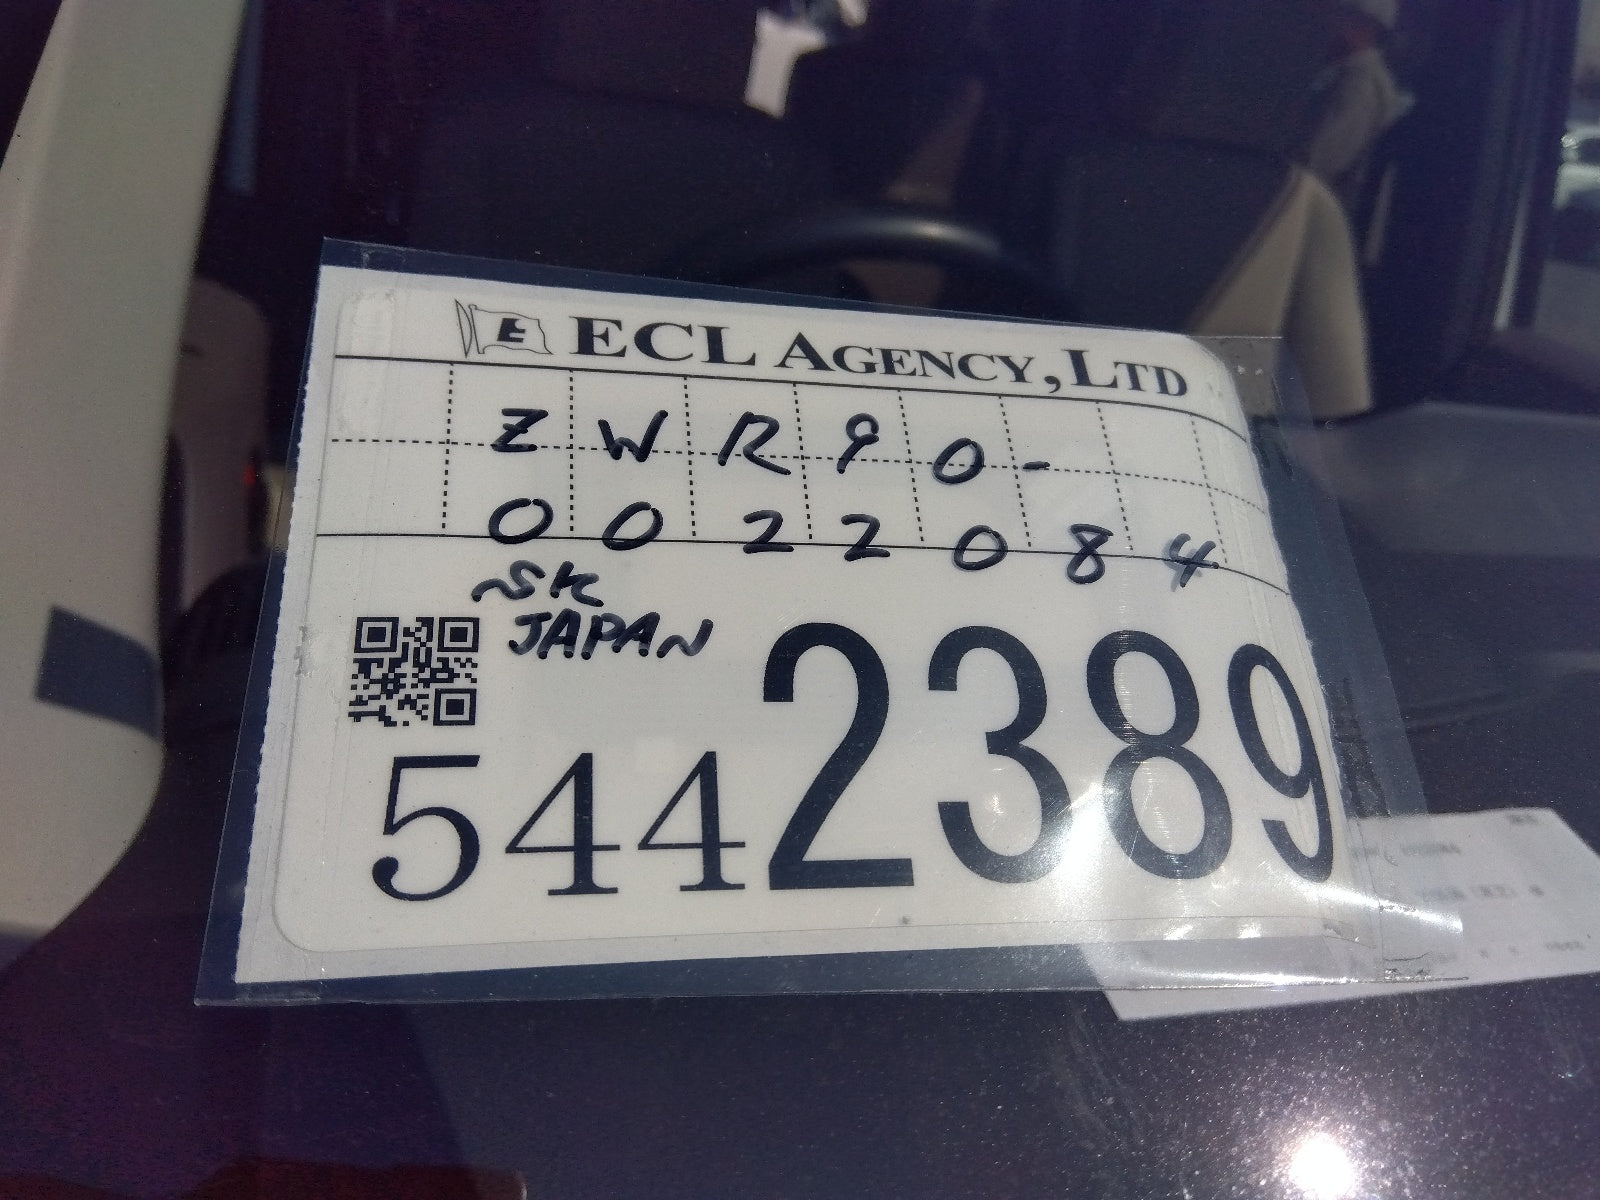 E ECL AGENCY, LTD
ZWR90-
0022084
SK
JAPAN
5442389